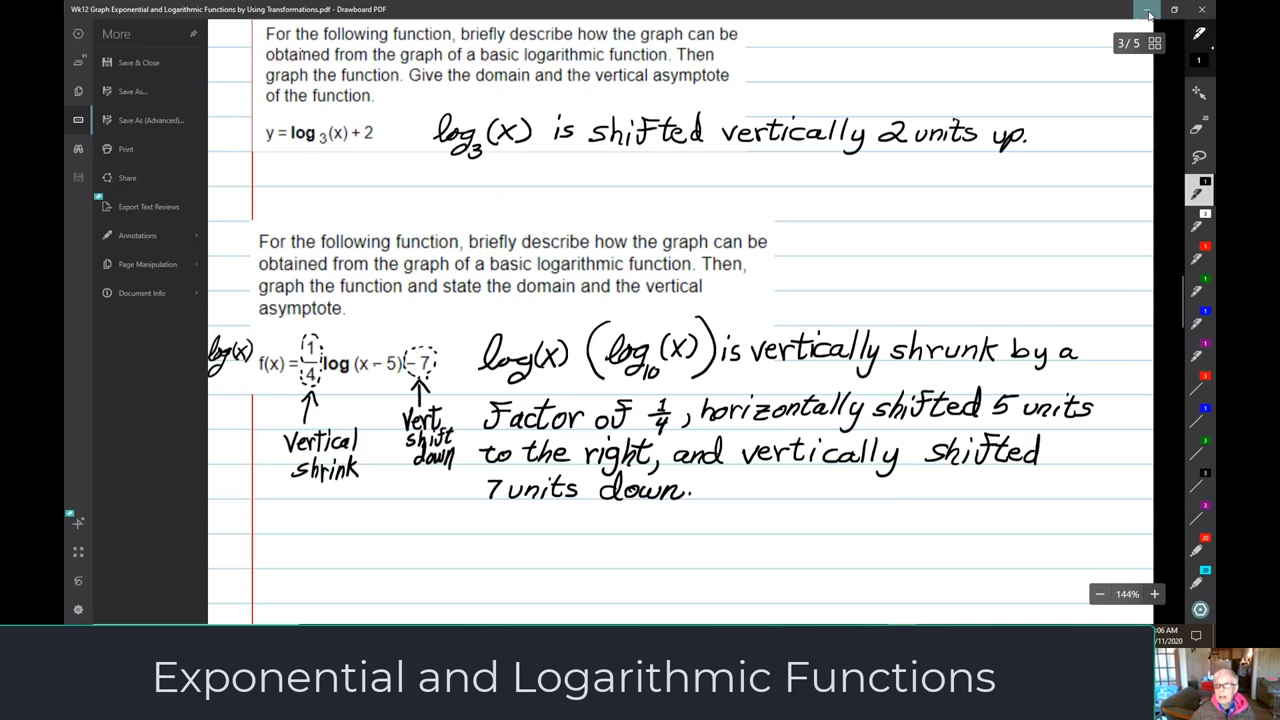 Wk12 Graph Exponential and Logarithmic Functions by Using Transformations.pdf - Drawboard PDF
More
Save & Close
Save As...
Save As (Advanced)...
Print
Share
Export Text Reviews
Annotations
Page Manipulation
Document Info
3 / 5
For the following function, briefly describe how the graph can be
obtained from the graph of a basic logarithmic function. Then
graph the function. Give the domain and the vertical asymptote
of the function.
y = log 3(x) + 2
log3(x) is shifted vertically 2 units up.
For the following function, briefly describe how the graph can be
obtained from the graph of a basic logarithmic function. Then,
graph the function and state the domain and the vertical
asymptote.
log(x)
f(x) = 1/4 log (x - 5) - 7
vertical
shrink
Vert.
shift
down
log(x) (log10(x)) is vertically shrunk by a
factor of 1/4, horizontally shifted 5 units
to the right, and vertically shifted
7 units down.
144%
:06 AM
/11/2020
Exponential and Logarithmic Functions